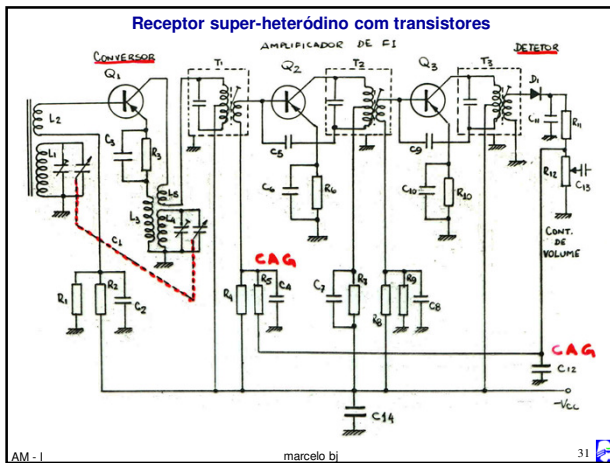 Receptor super-heteródino com transistores
AMPLIFICADOR DE FI
CONVERSOR
DETETOR
Q1
T1
Q2
T2
Q3
T3
D1
L2
L1
C3
R3
L3
L5
L4
C1
C5
C9
C11
R11
R12
C13
C6
R6
C10
R10
CONT.
DE
VOLUME
CAG
R1
R2
C2
R4
R5
C4
C7
R7
R8
R9
C8
CAG
C12
-Vcc
C14
AM - I
marcelo bj
31